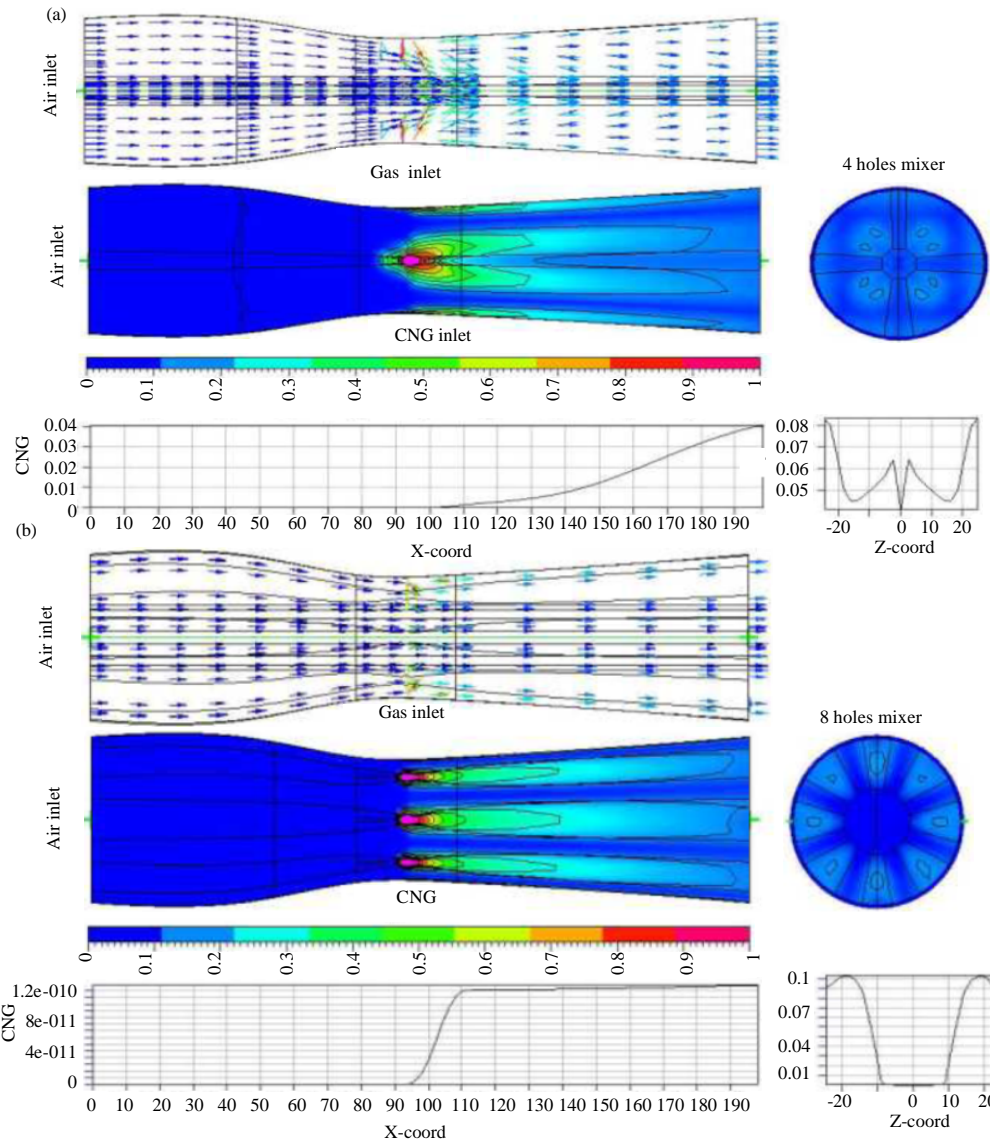 (a)
Air inlet
Gas inlet
4 holes mixer
Air inlet
CNG inlet
0 0.1 0.2 0.3 0.4 0.5 0.6 0.7 0.8 0.9 1
CNG
0.04
0.03
0.02
0.01
0
0 10 20 30 40 50 60 70 80 90 100 110 120 130 140 150 160 170 180 190
X-coord
0.08
0.07
0.06
0.05
-20 0 10 20
Z-coord
(b)
Air inlet
Gas inlet
8 holes mixer
Air inlet
CNG
0 0.1 0.2 0.3 0.4 0.5 0.6 0.7 0.8 0.9 1
CNG
1.2e-010
8e-011
4e-011
0
0 10 20 30 40 50 60 70 80 90 100 110 120 130 140 150 160 170 180 190
X-coord
0.1
0.07
0.04
0.01
-20 0 10 20
Z-coord